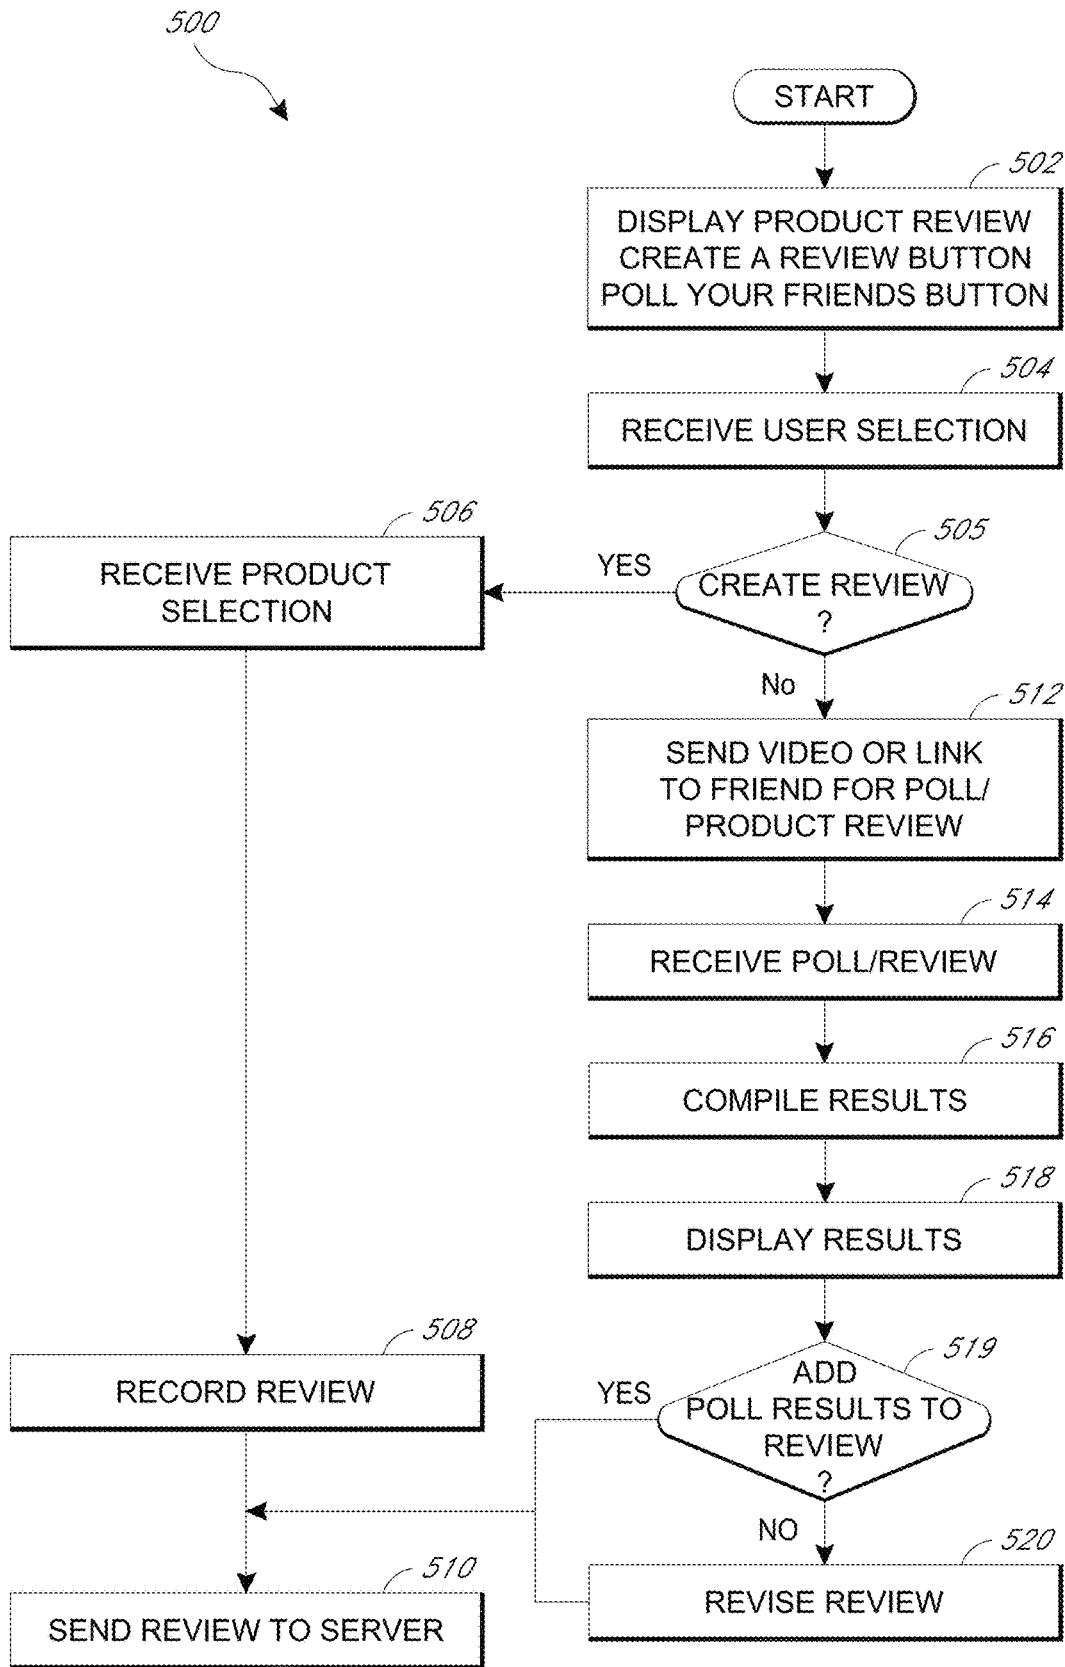 500
START
502
DISPLAY PRODUCT REVIEW
CREATE A REVIEW BUTTON
POLL YOUR FRIENDS BUTTON
504
RECEIVE USER SELECTION
505
CREATE REVIEW
?
YES
506
RECEIVE PRODUCT
SELECTION
No
512
SEND VIDEO OR LINK
TO FRIEND FOR POLL/
PRODUCT REVIEW
514
RECEIVE POLL/REVIEW
516
COMPILE RESULTS
518
DISPLAY RESULTS
519
ADD
POLL RESULTS TO
REVIEW
?
YES
508
RECORD REVIEW
NO
520
REVISE REVIEW
510
SEND REVIEW TO SERVER